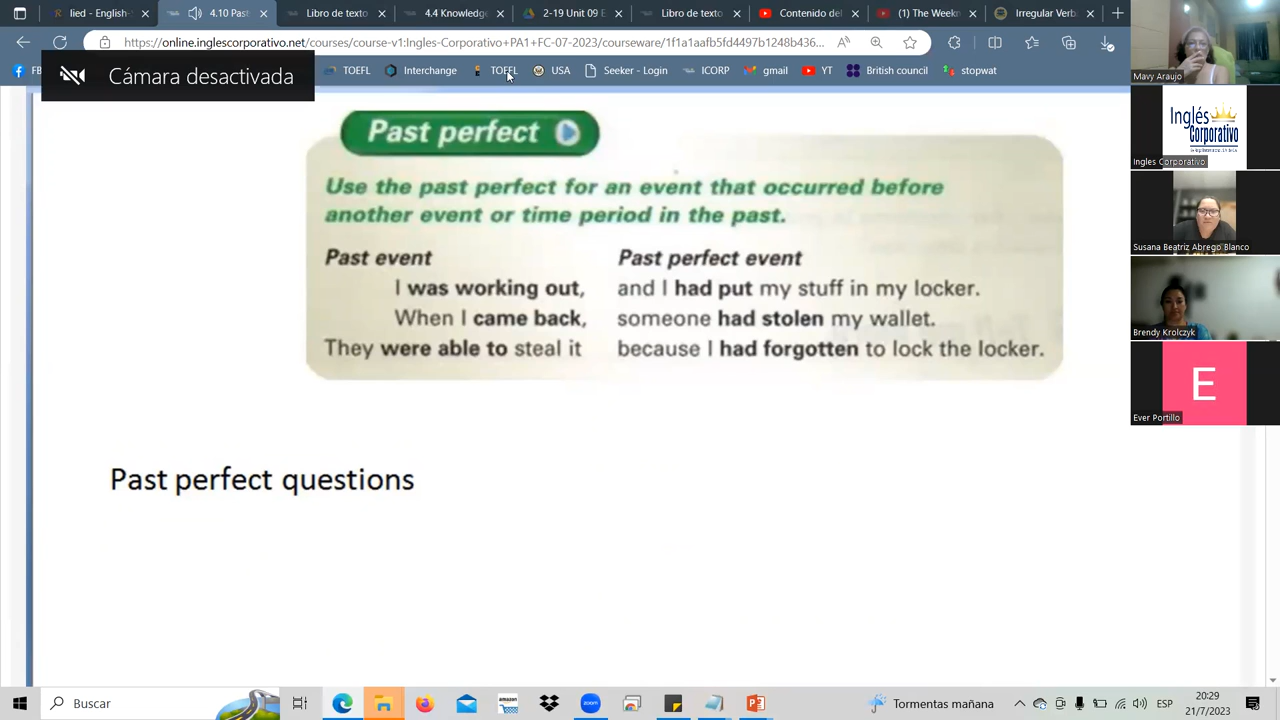 lied - English-
4.10 Past
Libro de texto
4.4 Knowledge
2-19 Unit 09 E
Libro de texto
Contenido del
(1) The Weekn
Irregular Verb
https://online.inglescorporativo.net/courses/course-v1:Ingles-Corporativo+PA1+FC-07-2023/courseware/1f1a1aafb5fd4497b1248b436...
FB
TOEFL
Interchange
TOEFL
USA
Seeker - Login
ICORP
gmail
YT
British council
stopwat
Cámara desactivada
Past perfect
Use the past perfect for an event that occurred before
another event or time period in the past.
Past event Past perfect event
I was working out, and I had put my stuff in my locker.
When I came back, someone had stolen my wallet.
They were able to steal it because I had forgotten to lock the locker.
Past perfect questions
Mavy Araujo
Inglés
Corporativo
Ingles Corporativo
Susana Beatriz Abrego Blanco
Brendy Krolczyk
E
Ever Portillo
Buscar
amazon
zoom
Tormentas mañana
ESP
20:29
21/7/2023